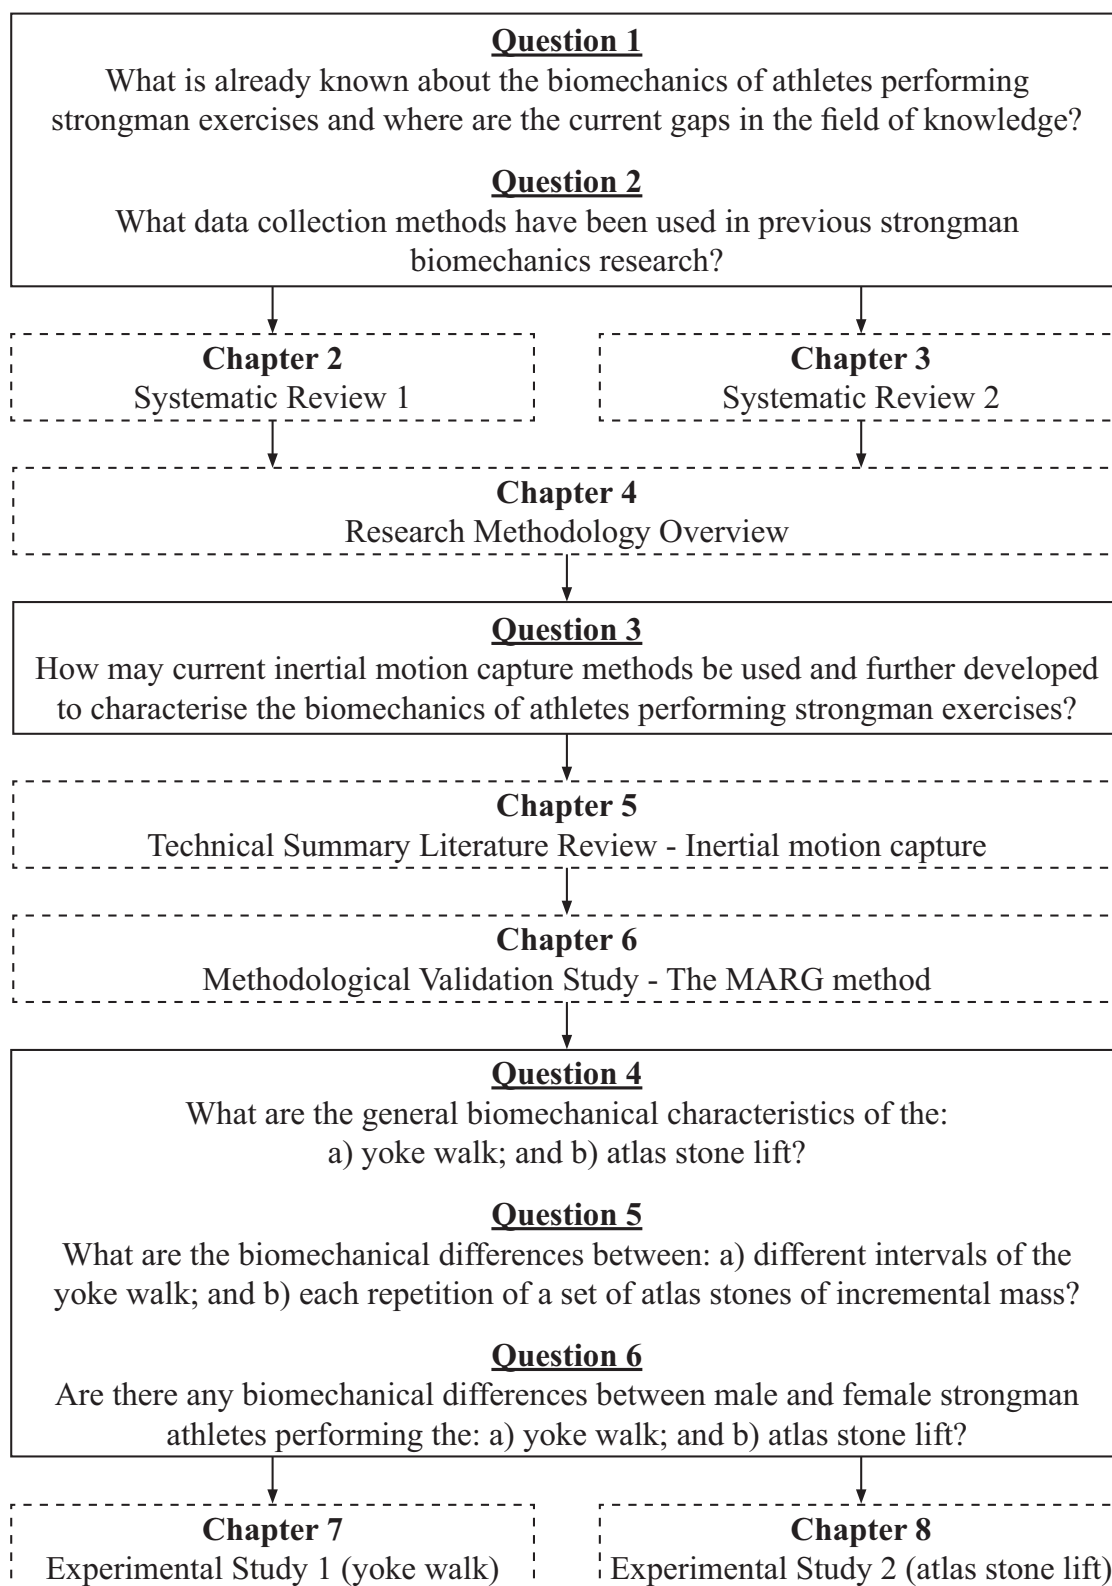 Question 1
What is already known about the biomechanics of athletes performing
strongman exercises and where are the current gaps in the field of knowledge?
Question 2
What data collection methods have been used in previous strongman
biomechanics research?
Chapter 2
Systematic Review 1
Chapter 3
Systematic Review 2
Chapter 4
Research Methodology Overview
Question 3
How may current inertial motion capture methods be used and further developed
to characterise the biomechanics of athletes performing strongman exercises?
Chapter 5
Technical Summary Literature Review - Inertial motion capture
Chapter 6
Methodological Validation Study - The MARG method
Question 4
What are the general biomechanical characteristics of the:
a) yoke walk; and b) atlas stone lift?
Question 5
What are the biomechanical differences between: a) different intervals of the
yoke walk; and b) each repetition of a set of atlas stones of incremental mass?
Question 6
Are there any biomechanical differences between male and female strongman
athletes performing the: a) yoke walk; and b) atlas stone lift?
Chapter 7
Experimental Study 1 (yoke walk)
Chapter 8
Experimental Study 2 (atlas stone lift)